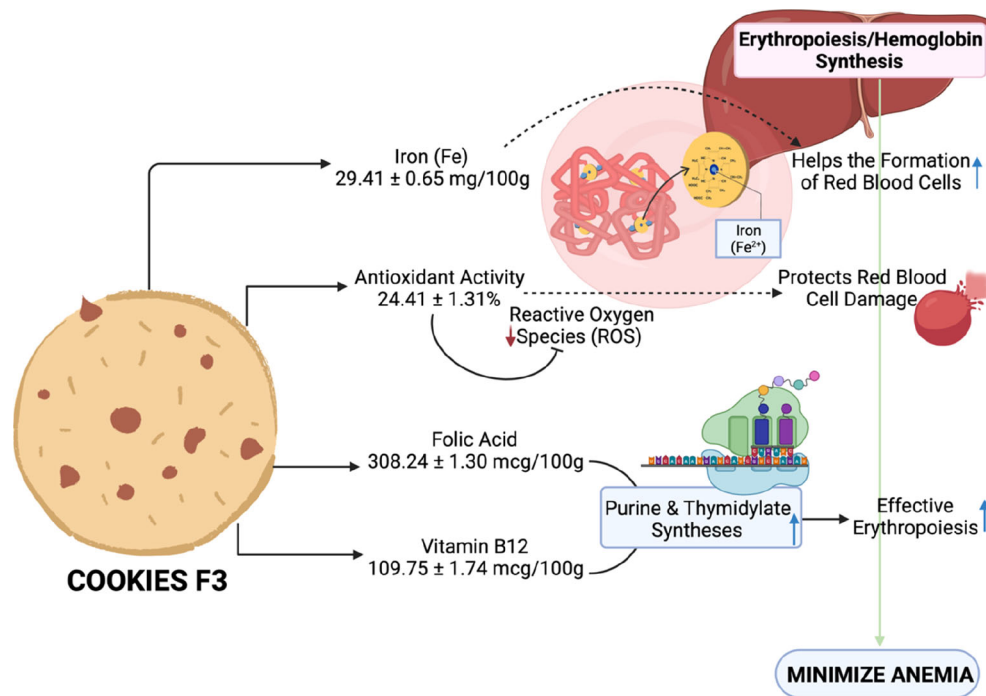 Erythropoiesis/Hemoglobin
Synthesis
Iron (Fe)
29.41 ± 0.65 mg/100g
Helps the Formation
of Red Blood Cells
Iron
(Fe²⁺)
Antioxidant Activity
24.41 ± 1.31%
Reactive Oxygen
Species (ROS)
Protects Red Blood
Cell Damage
Folic Acid
308.24 ± 1.30 mcg/100g
Purine & Thymidylate
Syntheses
Effective
Erythropoiesis
Vitamin B12
109.75 ± 1.74 mcg/100g
COOKIES F3
MINIMIZE ANEMIA